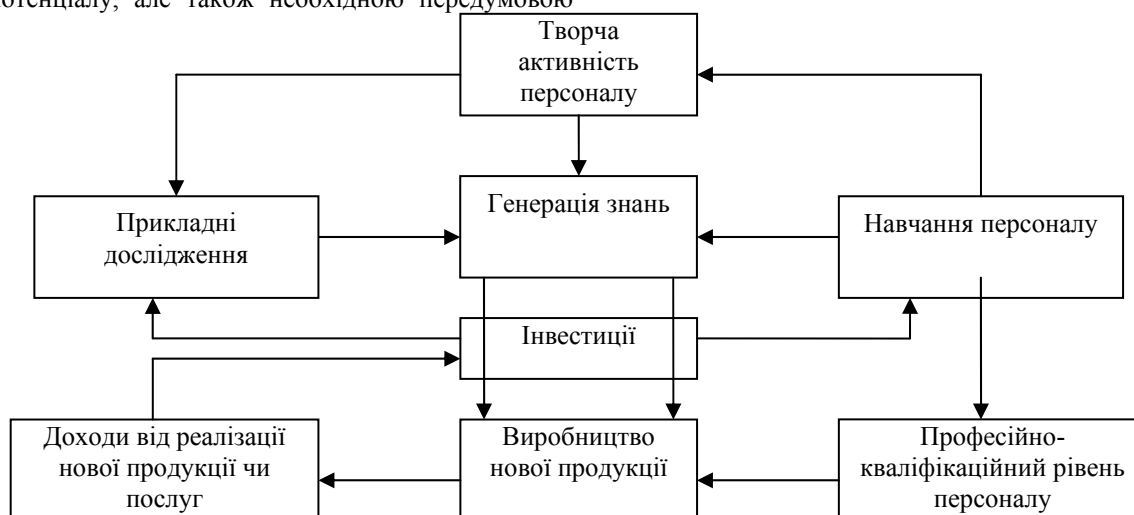 потенціалу, але також необхідною передумовою
Творча
активність
персоналу
Генерація знань
Прикладні
дослідження
Навчання персоналу
Інвестиції
Доходи від реалізації
нової продукції чи
послуг
Виробництво
нової продукції
Професійно-
кваліфікаційний рівень
персоналу